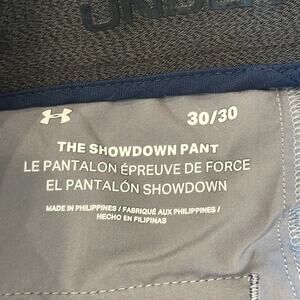 UNDER
30/30
THE SHOWDOWN PANT
LE PANTALON ÉPREUVE DE FORCE
EL PANTALÓN SHOWDOWN
MADE IN PHILIPPINES / FABRIQUÉ AUX PHILIPPINES /
HECHO EN FILIPINAS